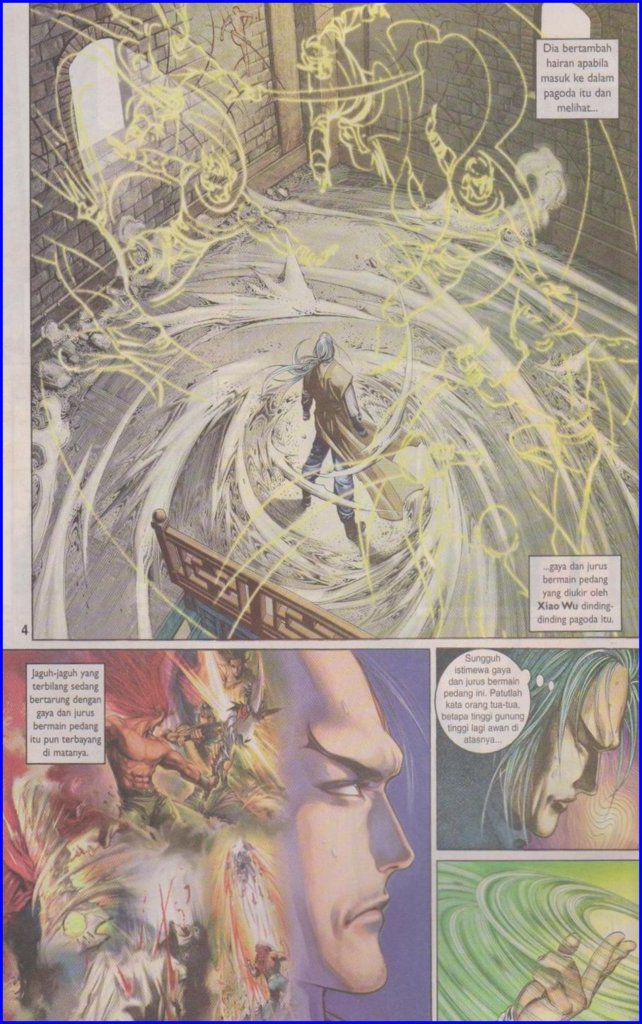 Dia bertambah
hairan apabila
masuk ke dalam
pagoda itu dan
melihat...
...gaya dan jurus
bermain pedang
yang diukir oleh
Xiao Wu dinding-
dinding pagoda itu.
4
Jaguh-jaguh yang
terbilang sedang
bertarung dengan
gaya dan jurus
bermain pedang
itu pun terbayang
di matanya.
Sungguh
istimewa gaya
dan jurus bermain
pedang ini. Patutlah
kata orang tua-tua,
betapa tinggi gunung
tinggi lagi awan di
atasnya...